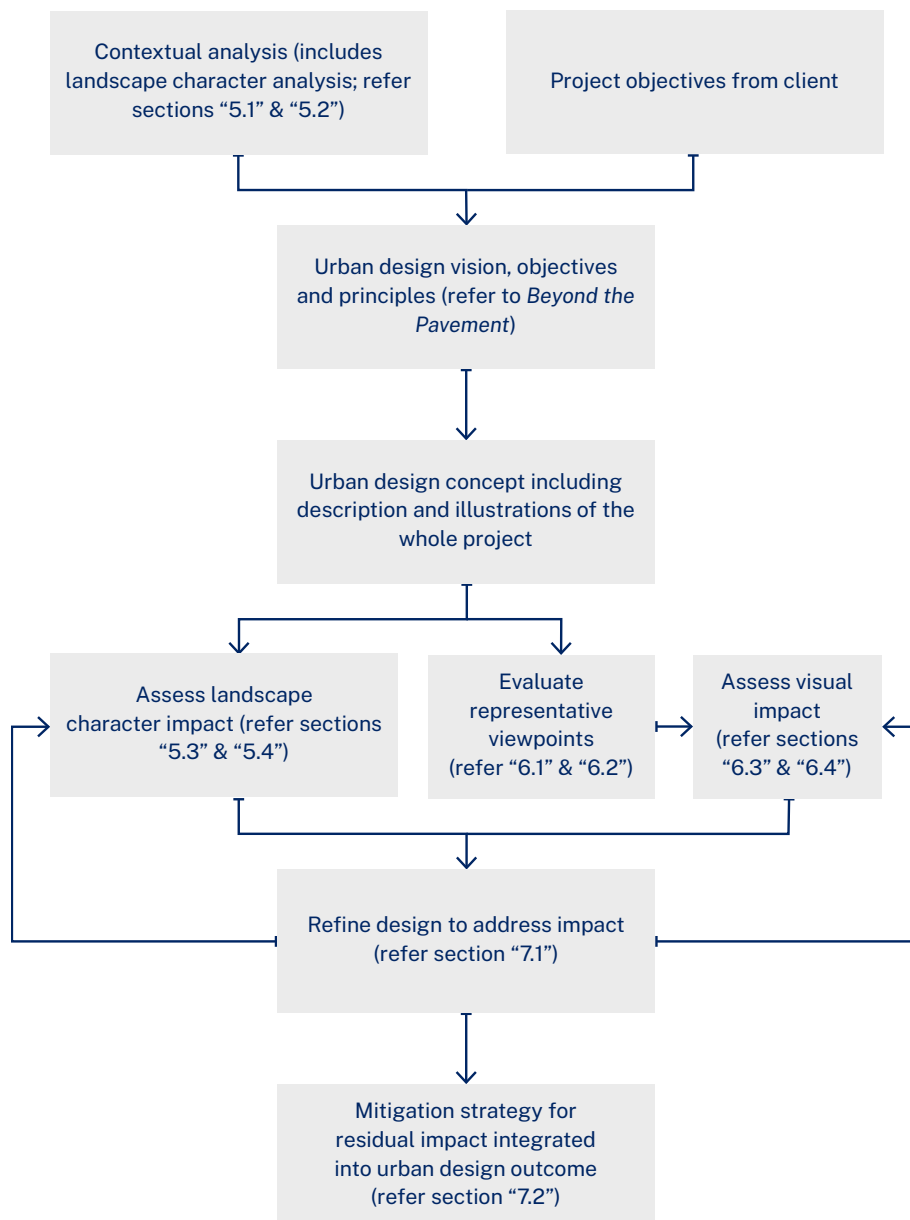 Contextual analysis (includes
landscape character analysis; refer
sections “5.1” & “5.2”)
Project objectives from client
Urban design vision, objectives
and principles (refer to Beyond the
Pavement)
Urban design concept including
description and illustrations of the
whole project
Assess landscape
character impact (refer sections
“5.3” & “5.4”)
Evaluate
representative
viewpoints
(refer “6.1” & “6.2”)
Assess visual
impact
(refer sections
“6.3” & “6.4”)
Refine design to address impact
(refer section “7.1”)
Mitigation strategy for
residual impact integrated
into urban design outcome
(refer section “7.2”)